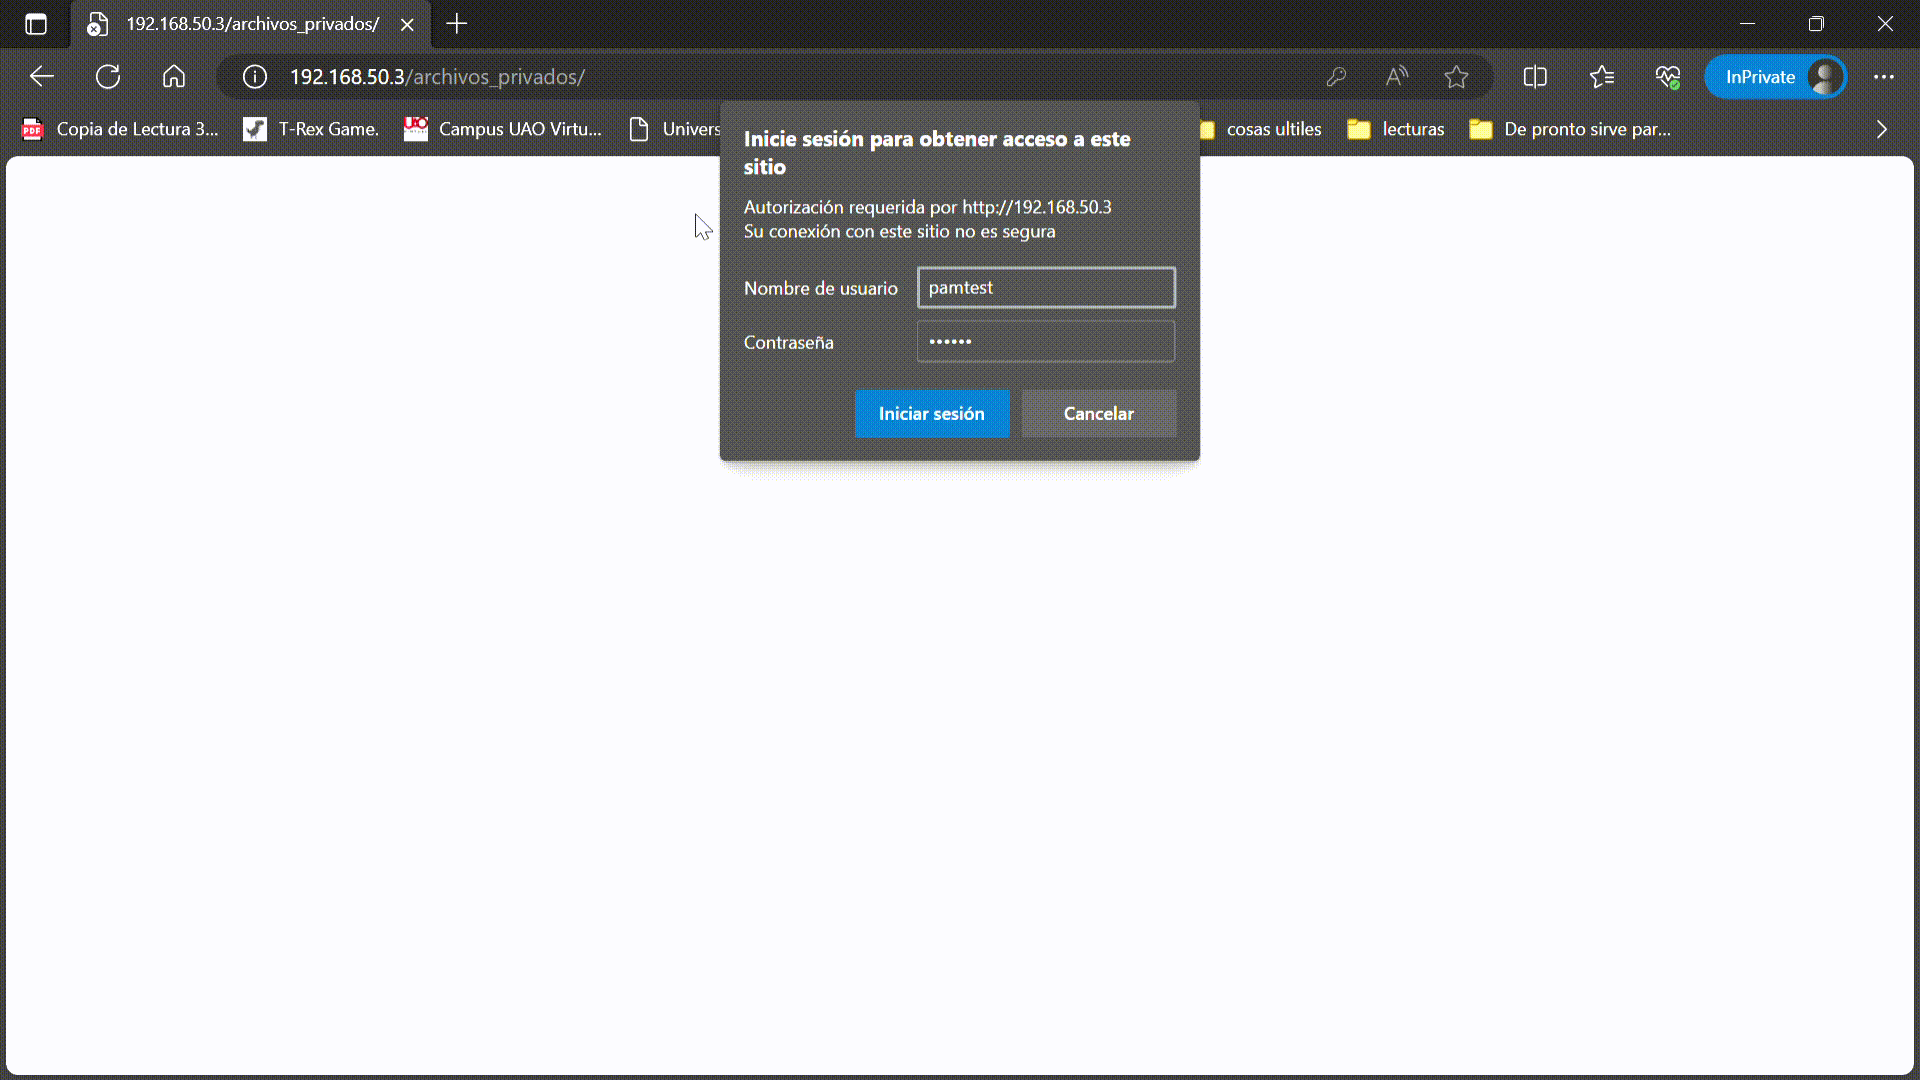 192.168.50.3/archivos_privados/
192.168.50.3/archivos_privados/
InPrivate
PDF Copia de Lectura 3... T-Rex Game. Campus UAO Virtu... Univers cosas ultiles lecturas De pronto sirve par...
Inicie sesión para obtener acceso a este
sitio
Autorización requerida por http://192.168.50.3
Su conexión con este sitio no es segura
Nombre de usuario pamtest
Contraseña ••••••
Iniciar sesión Cancelar